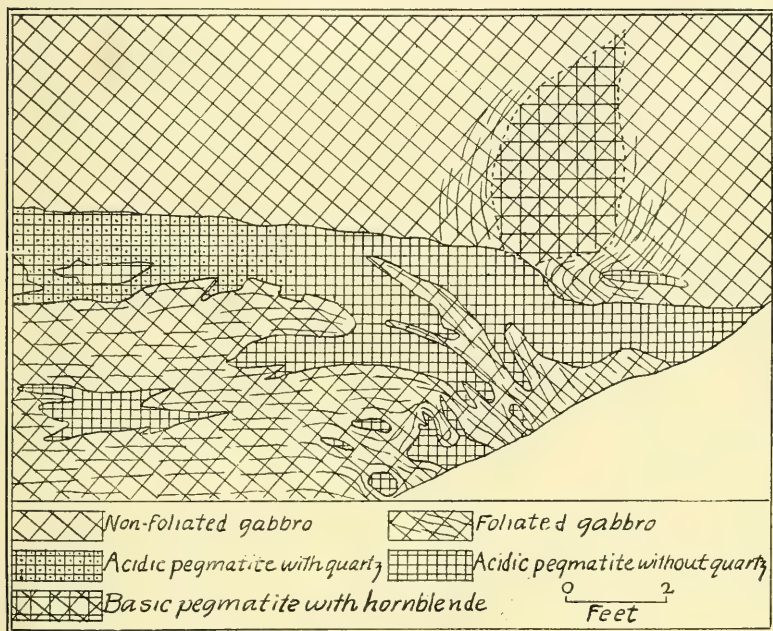 Non-foliated gabbro
Foliated gabbro
Acidic pegmatite with quartz
Acidic pegmatite without quartz
Basic pegmatite with hornblende
0 2
Feet